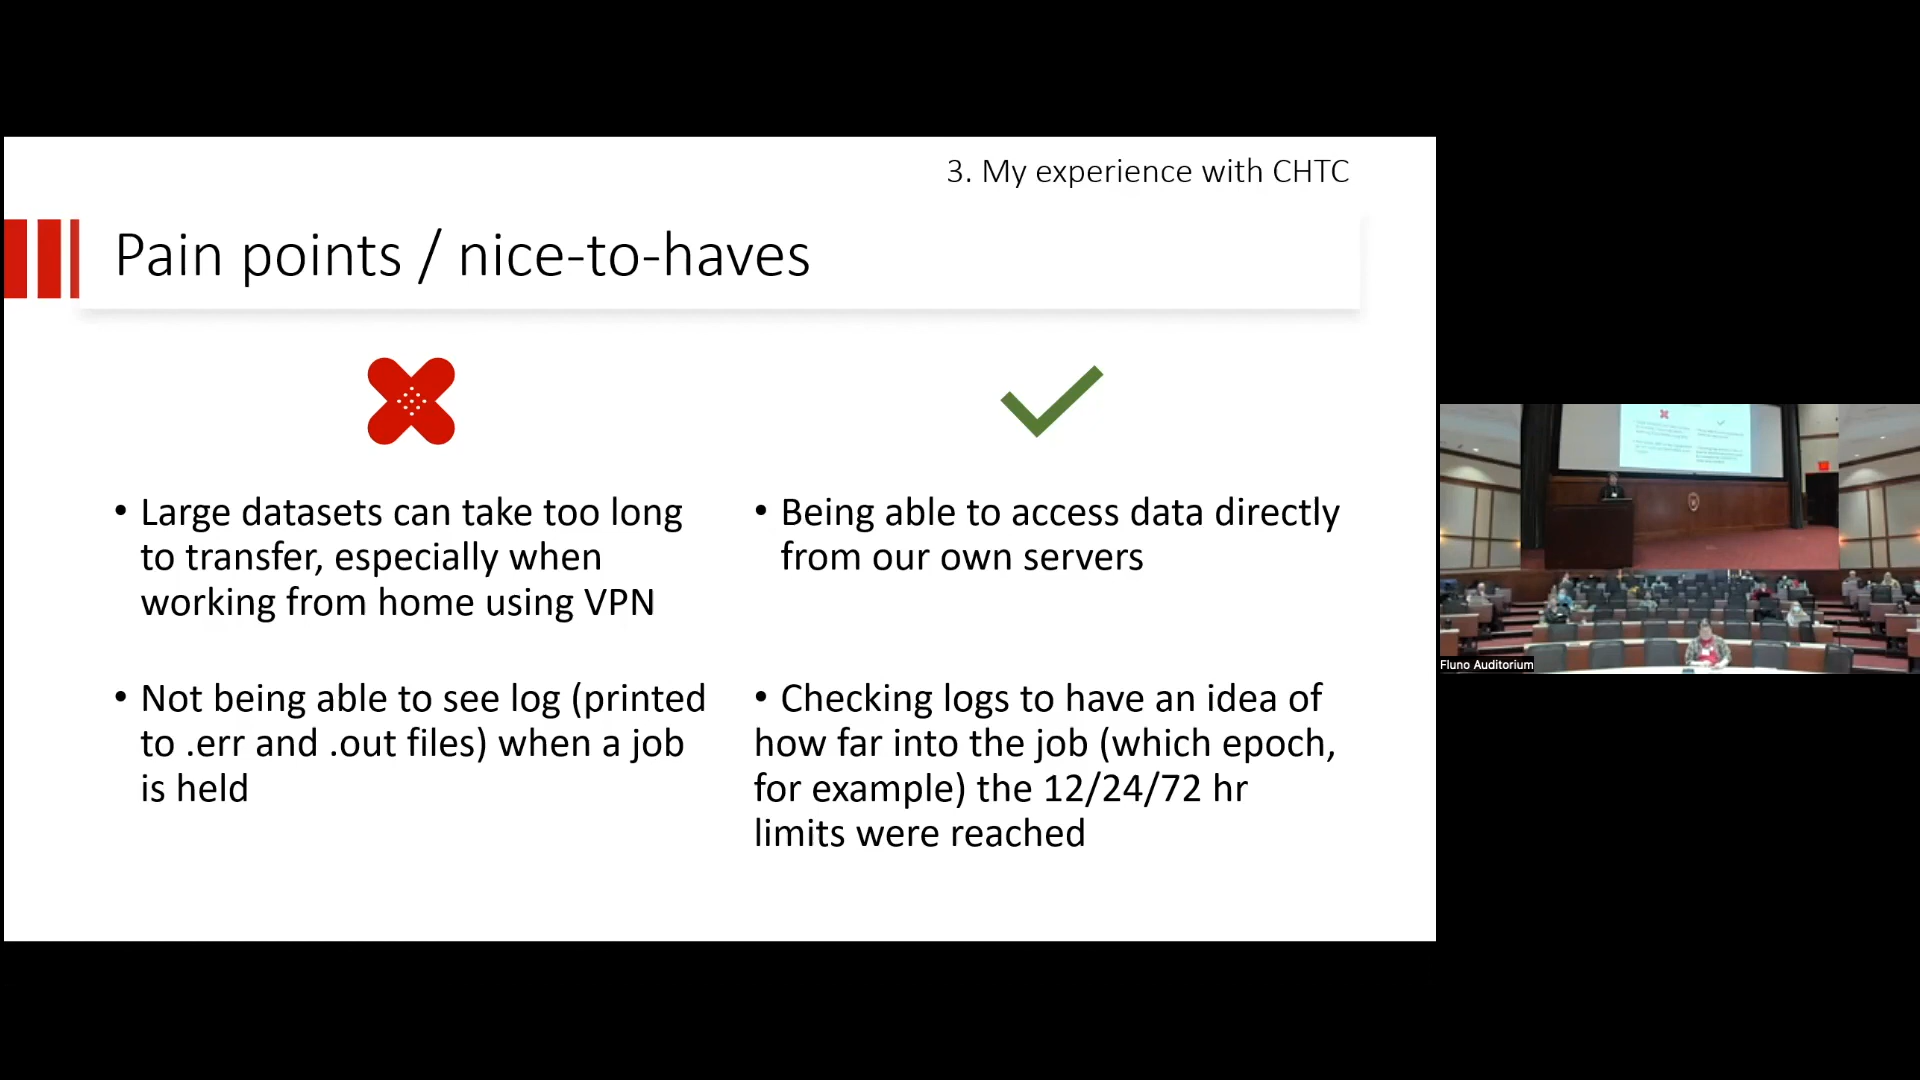 3. My experience with CHTC
Pain points / nice-to-haves
• Large datasets can take too long
to transfer, especially when
working from home using VPN
• Not being able to see log (printed
to .err and .out files) when a job
is held
• Being able to access data directly
from our own servers
• Checking logs to have an idea of
how far into the job (which epoch,
for example) the 12/24/72 hr
limits were reached
Fluno Auditorium